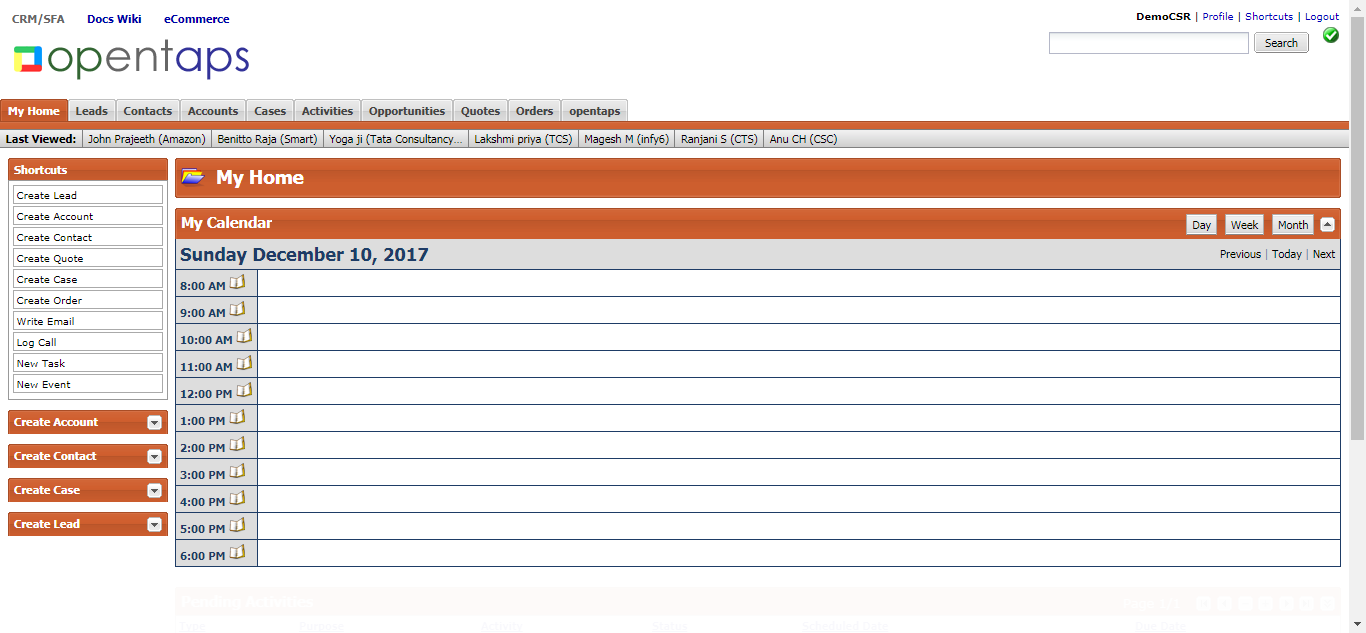 CRM/SFA Docs Wiki eCommerce
DemoCSR | Profile | Shortcuts | Logout
opentaps
Search
My Home Leads Contacts Accounts Cases Activities Opportunities Quotes Orders opentaps
Last Viewed: John Prajeeth (Amazon) Benitto Raja (Smart) Yoga ji (Tata Consultancy... Lakshmi priya (TCS) Magesh M (infy6) Ranjani S (CTS) Anu CH (CSC)
Shortcuts
Create Lead
Create Account
Create Contact
Create Quote
Create Case
Create Order
Write Email
Log Call
New Task
New Event
Create Account
Create Contact
Create Case
Create Lead
My Home
My Calendar
Day Week Month
Sunday December 10, 2017
Previous | Today | Next
8:00 AM
9:00 AM
10:00 AM
11:00 AM
12:00 PM
1:00 PM
2:00 PM
3:00 PM
4:00 PM
5:00 PM
6:00 PM
Pending Activities
Type Purpose Activity Status Scheduled Date Due Date